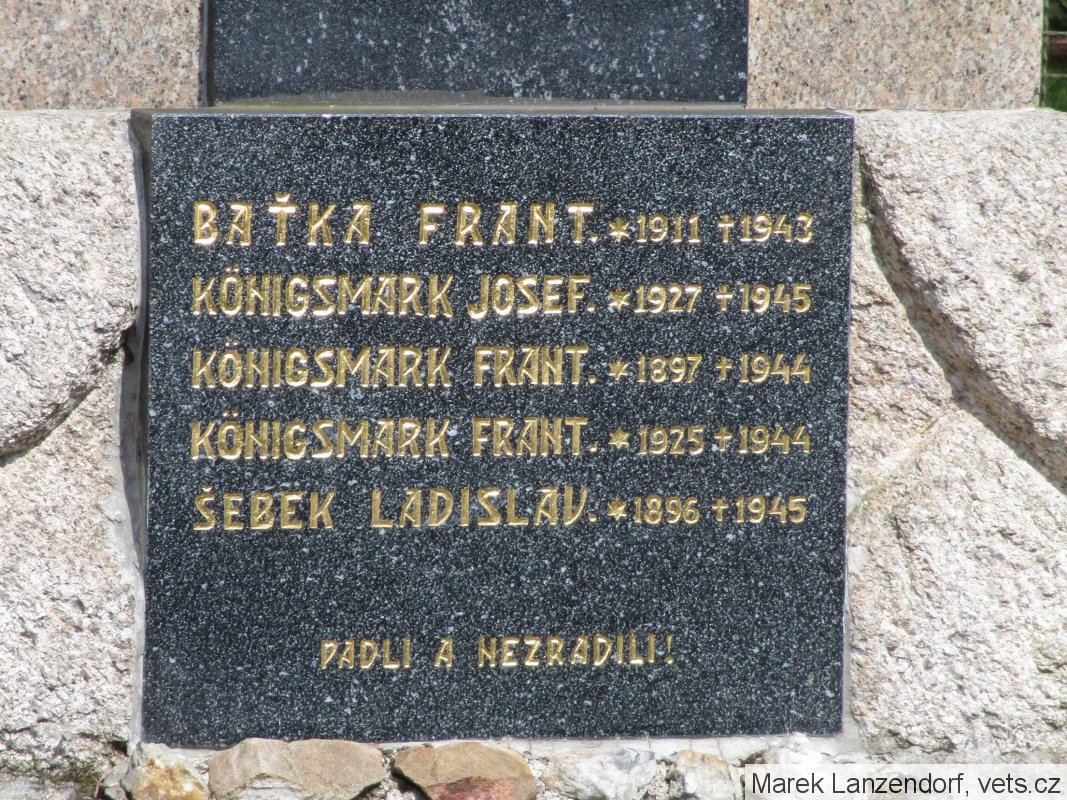 BAŤKA FRANT. *1911 †1943
KÖNIGSMARK JOSEF. *1927 †1945
KÖNIGSMARK FRANT. *1897 †1944
KÖNIGSMARK FRANT. *1925 †1944
ŠEBEK LADISLAV. *1896 †1945
PADLI A NEZRADILI!
Marek Lanzendorf, vets.cz